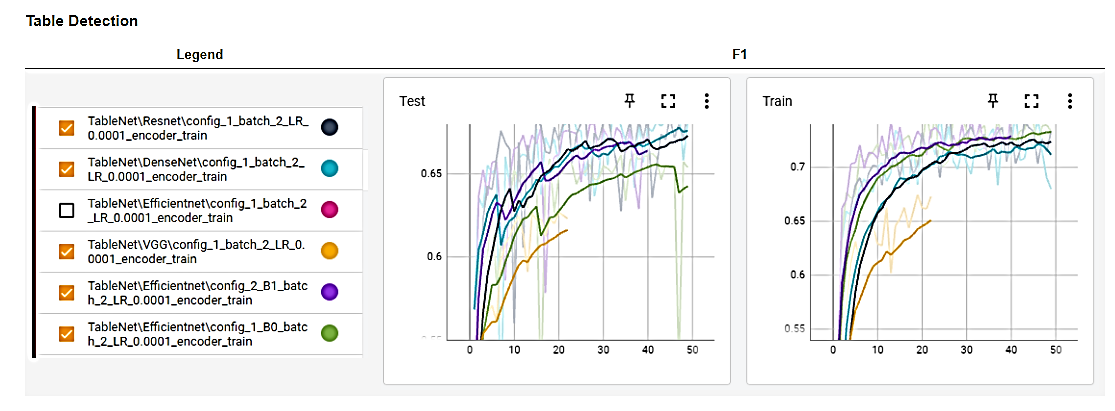 Table Detection
Legend
F1
TableNet\Resnet\config_1_batch_2_LR_
0.0001_encoder_train
TableNet\DenseNet\config_1_batch_2_
LR_0.0001_encoder_train
TableNet\Efficientnet\config_1_batch_2
_LR_0.0001_encoder_train
TableNet\VGG\config_1_batch_2_LR_0.
0001_encoder_train
TableNet\Efficientnet\config_2_B1_batc
h_2_LR_0.0001_encoder_train
TableNet\Efficientnet\config_1_B0_batc
h_2_LR_0.0001_encoder_train
Test
0.65
0.6
0 10 20 30 40 50
Train
0.7
0.65
0.6
0.55
0 10 20 30 40 50